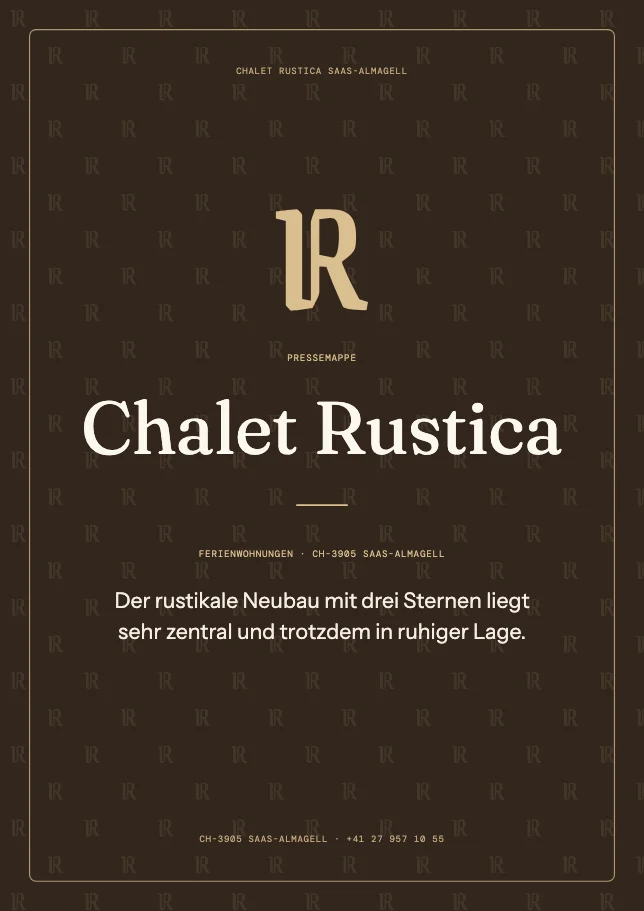 CHALET RUSTICA SAAS-ALMAGELL
R
PRESSEMAPPE
Chalet Rustica
FERIENWOHNUNGEN · CH-3905 SAAS-ALMAGELL
Der rustikale Neubau mit drei Sternen liegt
sehr zentral und trotzdem in ruhiger Lage.
CH-3905 SAAS-ALMAGELL · +41 27 957 10 55